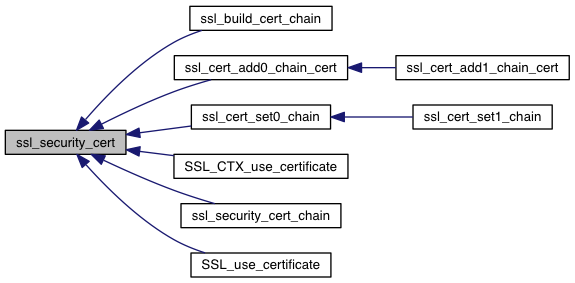 ssl_build_cert_chain
ssl_cert_add0_chain_cert
ssl_cert_add1_chain_cert
ssl_cert_set0_chain
ssl_cert_set1_chain
ssl_security_cert
SSL_CTX_use_certificate
ssl_security_cert_chain
SSL_use_certificate